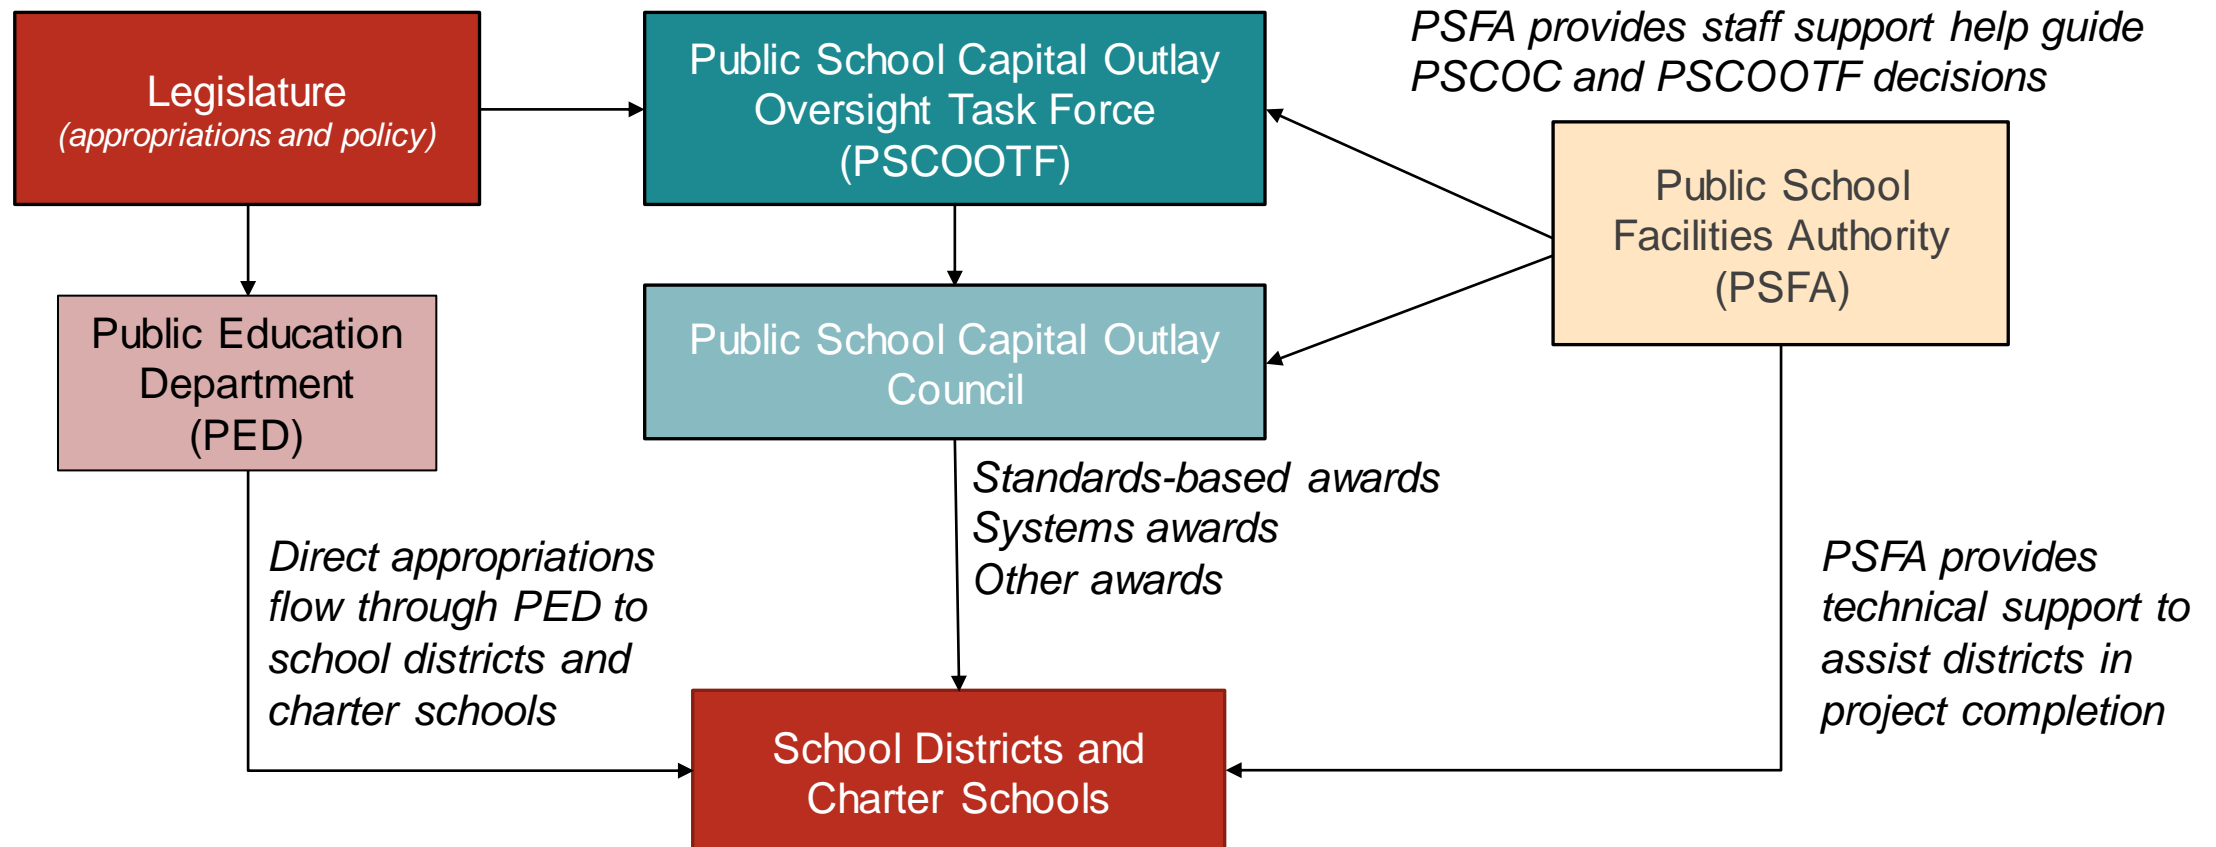 Legislature
(appropriations and policy)
Public School Capital Outlay
Oversight Task Force
(PSCOOTF)
PSFA provides staff support help guide
PSCOC and PSCOOTF decisions
Public School
Facilities Authority
(PSFA)
Public Education
Department
(PED)
Public School Capital Outlay
Council
Standards-based awards
Systems awards
Other awards
Direct appropriations
flow through PED to
school districts and
charter schools
PSFA provides
technical support to
assist districts in
project completion
School Districts and
Charter Schools